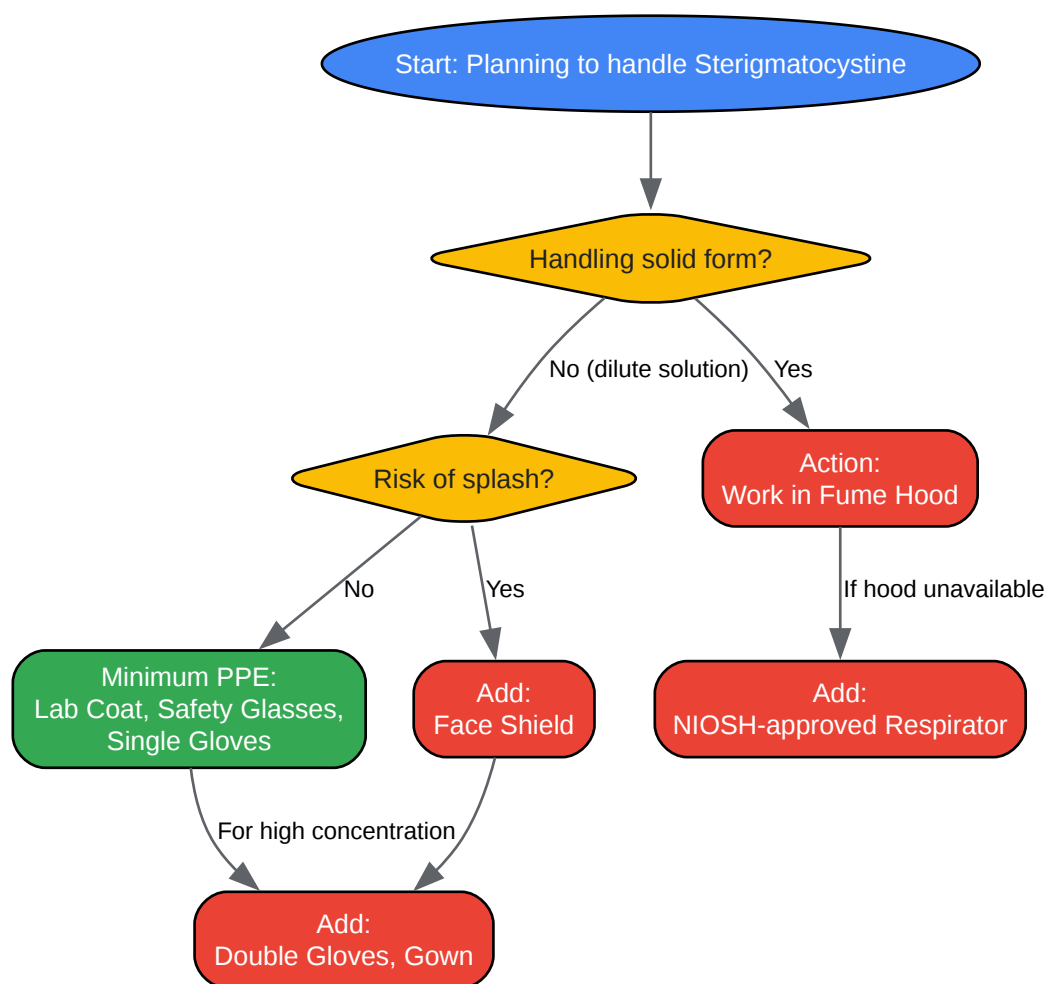 Start: Planning to handle Sterigmatocystine
Handling solid form?
No (dilute solution)
Yes
Risk of splash?
Action:
Work in Fume Hood
No
Yes
If hood unavailable
Minimum PPE:
Lab Coat, Safety Glasses,
Single Gloves
Add:
Face Shield
Add:
NIOSH-approved Respirator
For high concentration
Add:
Double Gloves, Gown